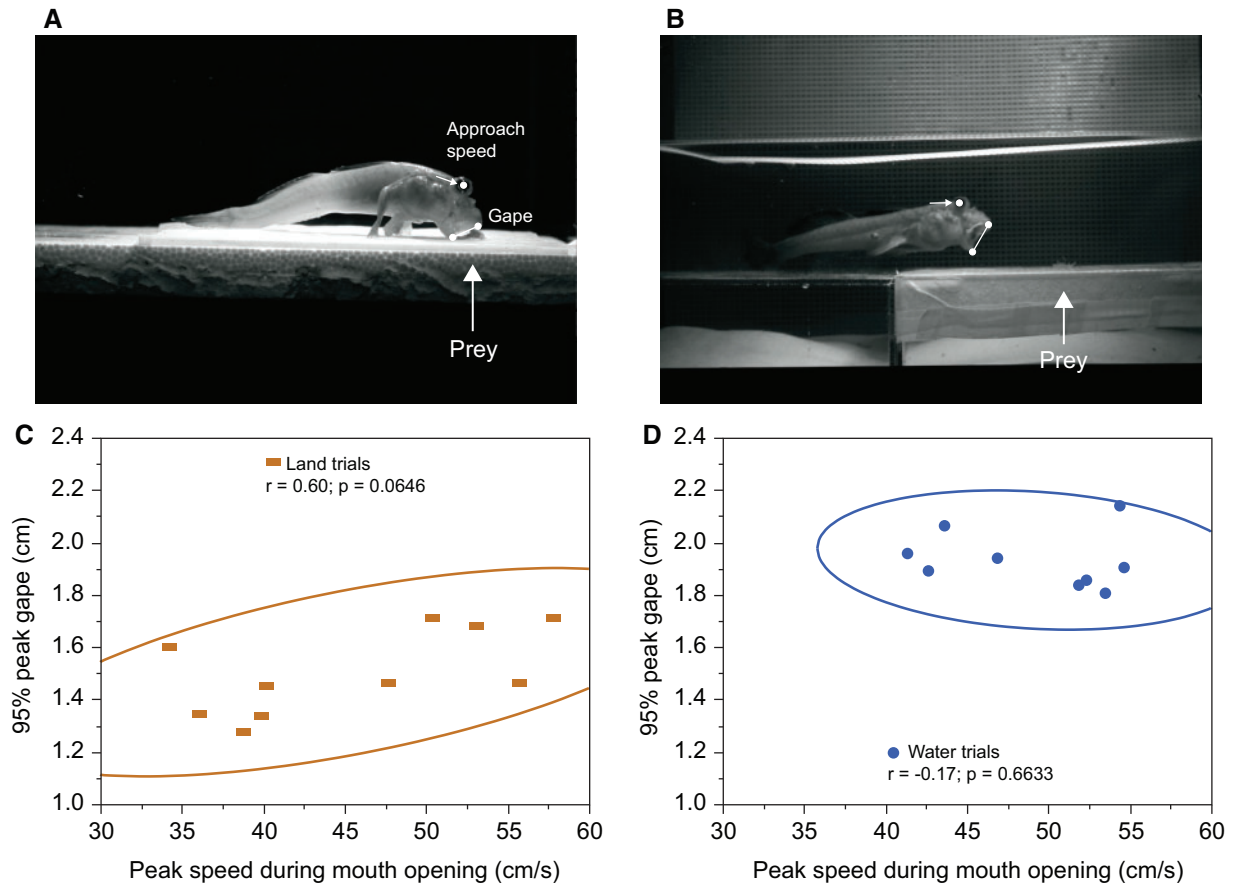 A
Approach
speed
Gape
Prey
B
Prey
C
2.4
2.2
2.0
1.8
1.6
1.4
1.2
1.0
95% peak gape (cm)
Land trials
r = 0.60; p = 0.0646
30 35 40 45 50 55 60
Peak speed during mouth opening (cm/s)
D
2.4
2.2
2.0
1.8
1.6
1.4
1.2
1.0
95% peak gape (cm)
Water trials
r = -0.17; p = 0.6633
30 35 40 45 50 55 60
Peak speed during mouth opening (cm/s)